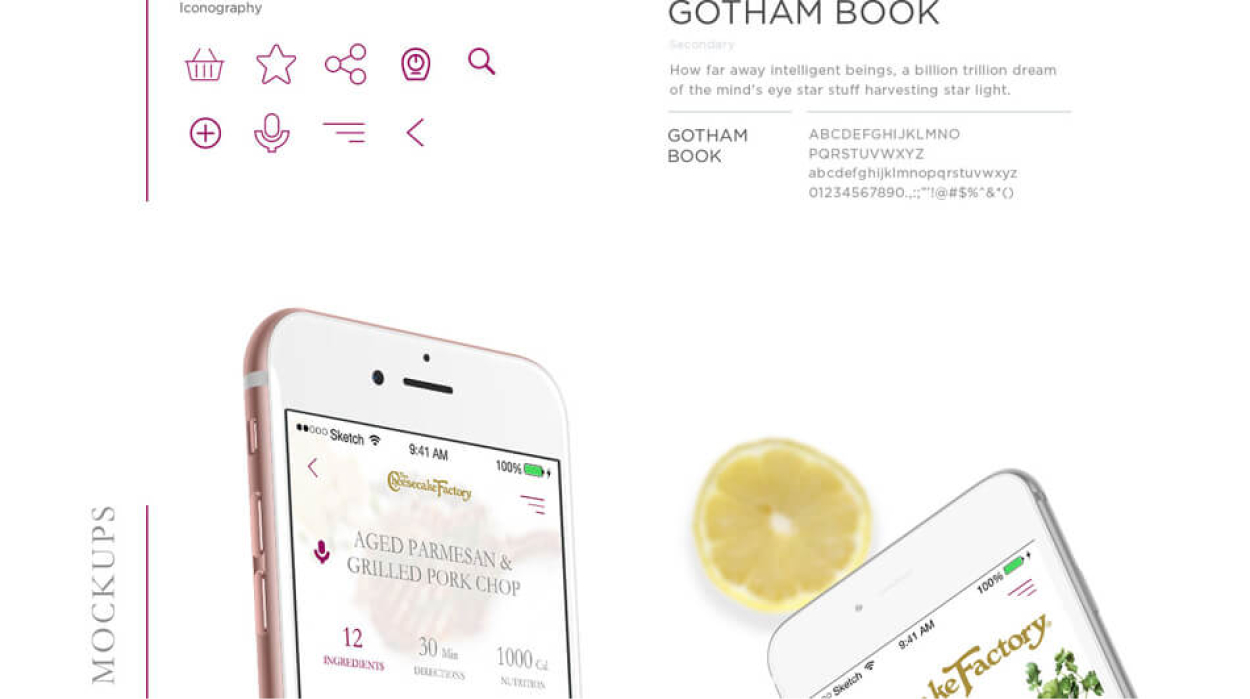 Iconography
GOTHAM BOOK
Secondary
How far away intelligent beings, a billion trillion dream
of the mind's eye star stuff harvesting star light.
GOTHAM
BOOK
ABCDEFGHIJKLMNO
PQRSTUVWXYZ
abcdefghijklmnopqrstuvwxyz
01234567890.,:;"'!@#$%^&*()
MOCKUPS
Sketch
9:41 AM
100%
The
Cheesecake Factory
AGED PARMESAN &
GRILLED PORK CHOP
12
INGREDIENTS
30 Min
DIRECTIONS
1000 Cal
NUTRITION
Sketch
9:41 AM
100%
ke Factory®